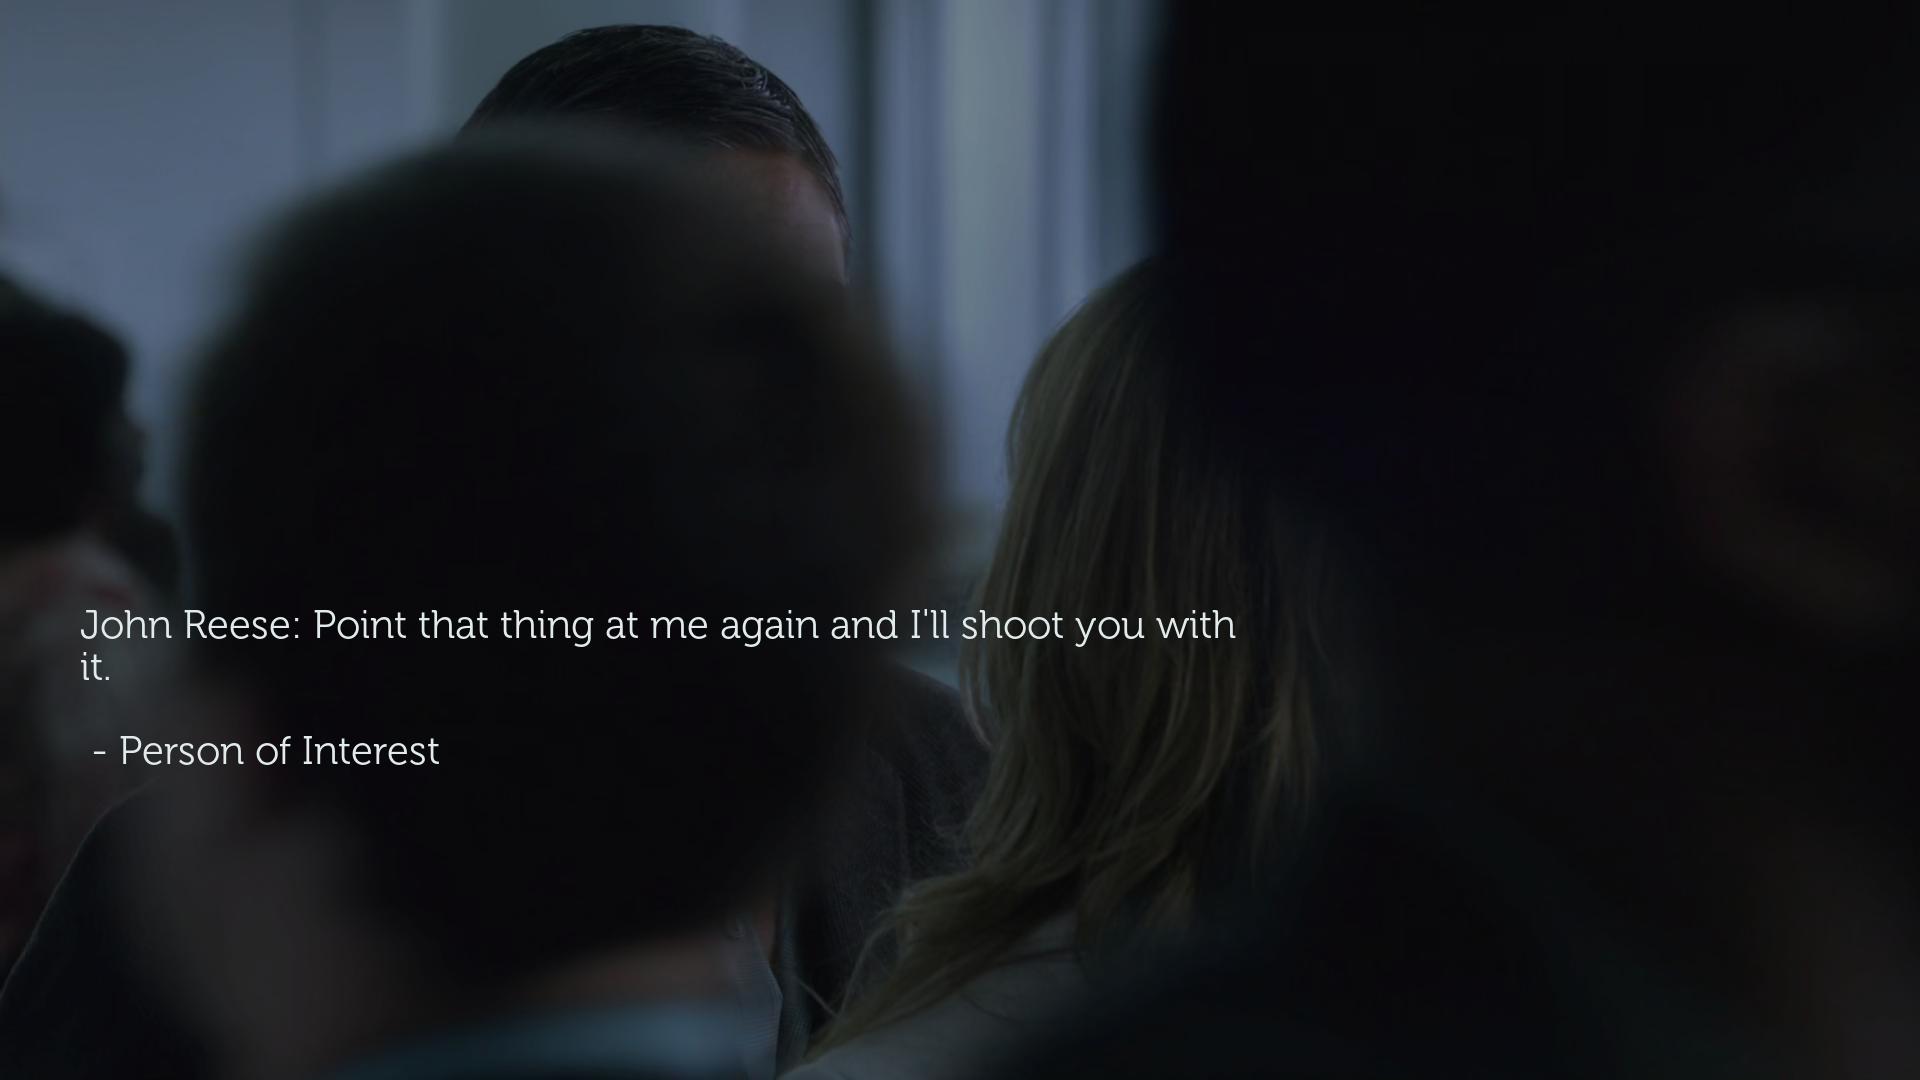 John Reese: Point that thing at me again and I'll shoot you with
it.
- Person of Interest